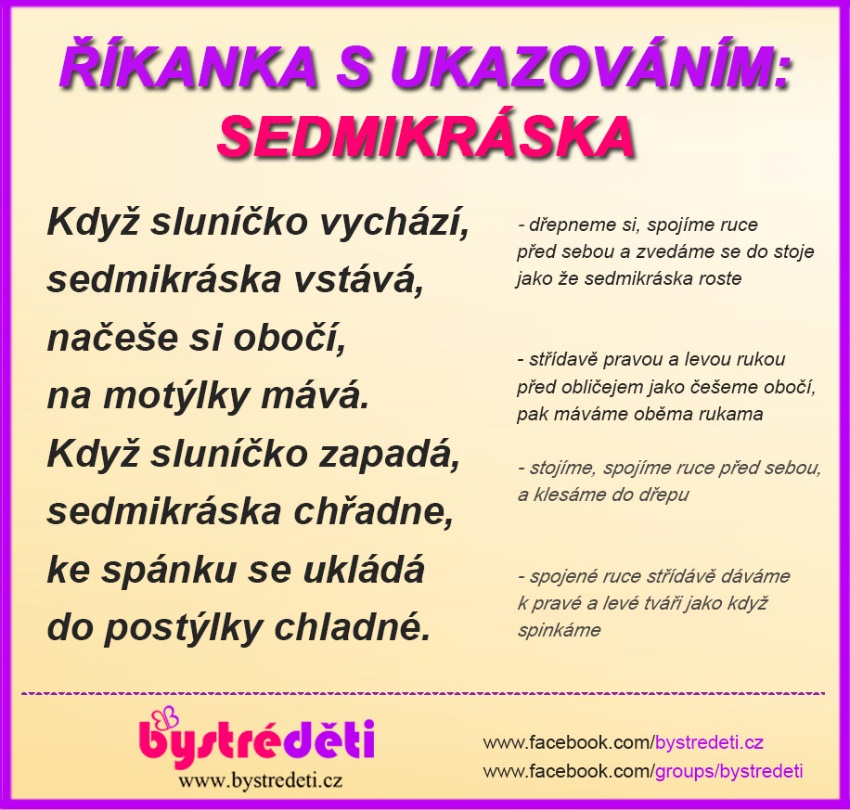 ŘÍKANKA S UKAZOVÁNÍM:
SEDMIKRÁSKA
Když sluníčko vychází,
sedmikráska vstává,
načeše si obočí,
na motýlky mává.
Když sluníčko zapadá,
sedmikráska chřadne,
ke spánku se ukládá
do postýlky chladné.
- dřepneme si, spojíme ruce
před sebou a zvedáme se do stoje
jako že sedmikráska roste
- střídavě pravou a levou rukou
před obličejem jako češeme obočí,
pak máváme oběma rukama
- stojíme, spojíme ruce před sebou,
a klesáme do dřepu
- spojené ruce střídávě dáváme
k pravé a levé tváři jako když
spinkáme
bystréděti
www.bystredeti.cz
www.facebook.com/bystredeti.cz
www.facebook.com/groups/bystredeti